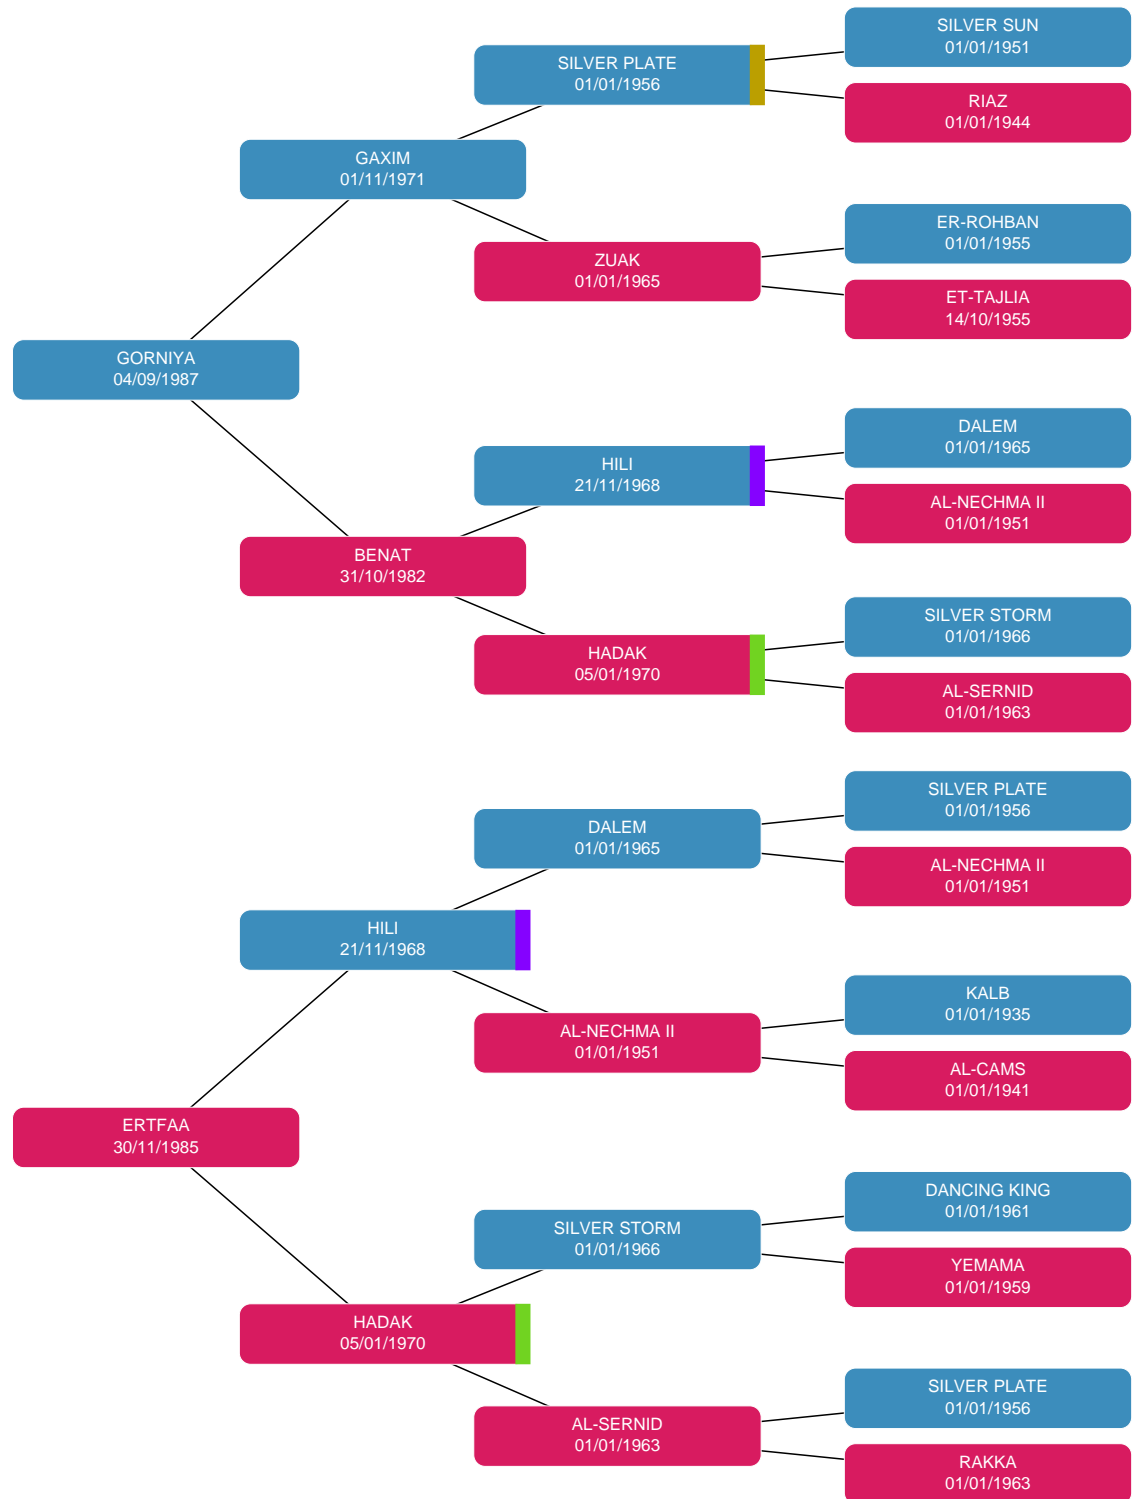 SILVER SUN
01/01/1951
SILVER PLATE
01/01/1956
RIAZ
01/01/1944
GAXIM
01/11/1971
ER-ROHBAN
01/01/1955
ZUAK
01/01/1965
ET-TAJLIA
14/10/1955
GORNIYA
04/09/1987
DALEM
01/01/1965
HILI
21/11/1968
AL-NECHMA II
01/01/1951
BENAT
31/10/1982
SILVER STORM
01/01/1966
HADAK
05/01/1970
AL-SERNID
01/01/1963
SILVER PLATE
01/01/1956
DALEM
01/01/1965
AL-NECHMA II
01/01/1951
HILI
21/11/1968
KALB
01/01/1935
AL-NECHMA II
01/01/1951
AL-CAMS
01/01/1941
ERTFAA
30/11/1985
DANCING KING
01/01/1961
SILVER STORM
01/01/1966
YEMAMA
01/01/1959
HADAK
05/01/1970
SILVER PLATE
01/01/1956
AL-SERNID
01/01/1963
RAKKA
01/01/1963